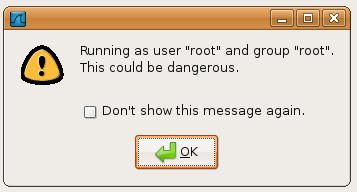 Running as user "root" and group "root".
This could be dangerous.
Don't show this message again.
OK